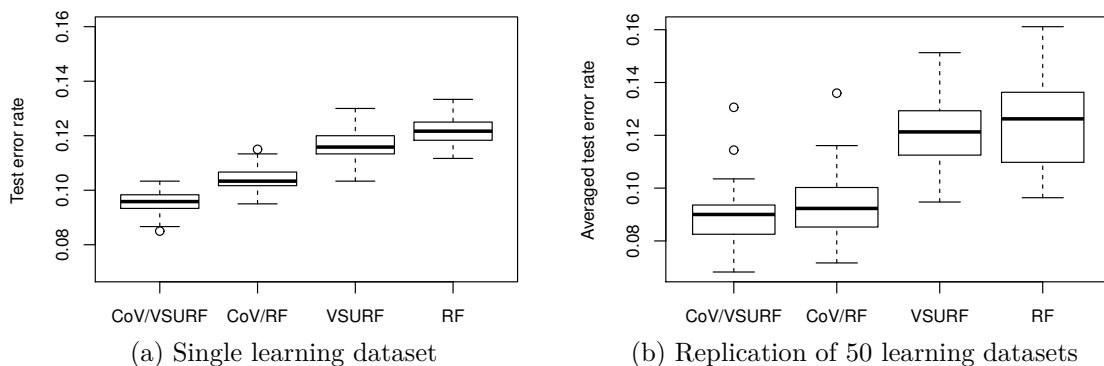 Test error rate
0.16
0.14
0.12
0.10
0.08
CoV/VSURF CoV/RF VSURF RF
(a) Single learning dataset
Averaged test error rate
0.16
0.14
0.12
0.10
0.08
CoV/VSURF CoV/RF VSURF RF
(b) Replication of 50 learning datasets